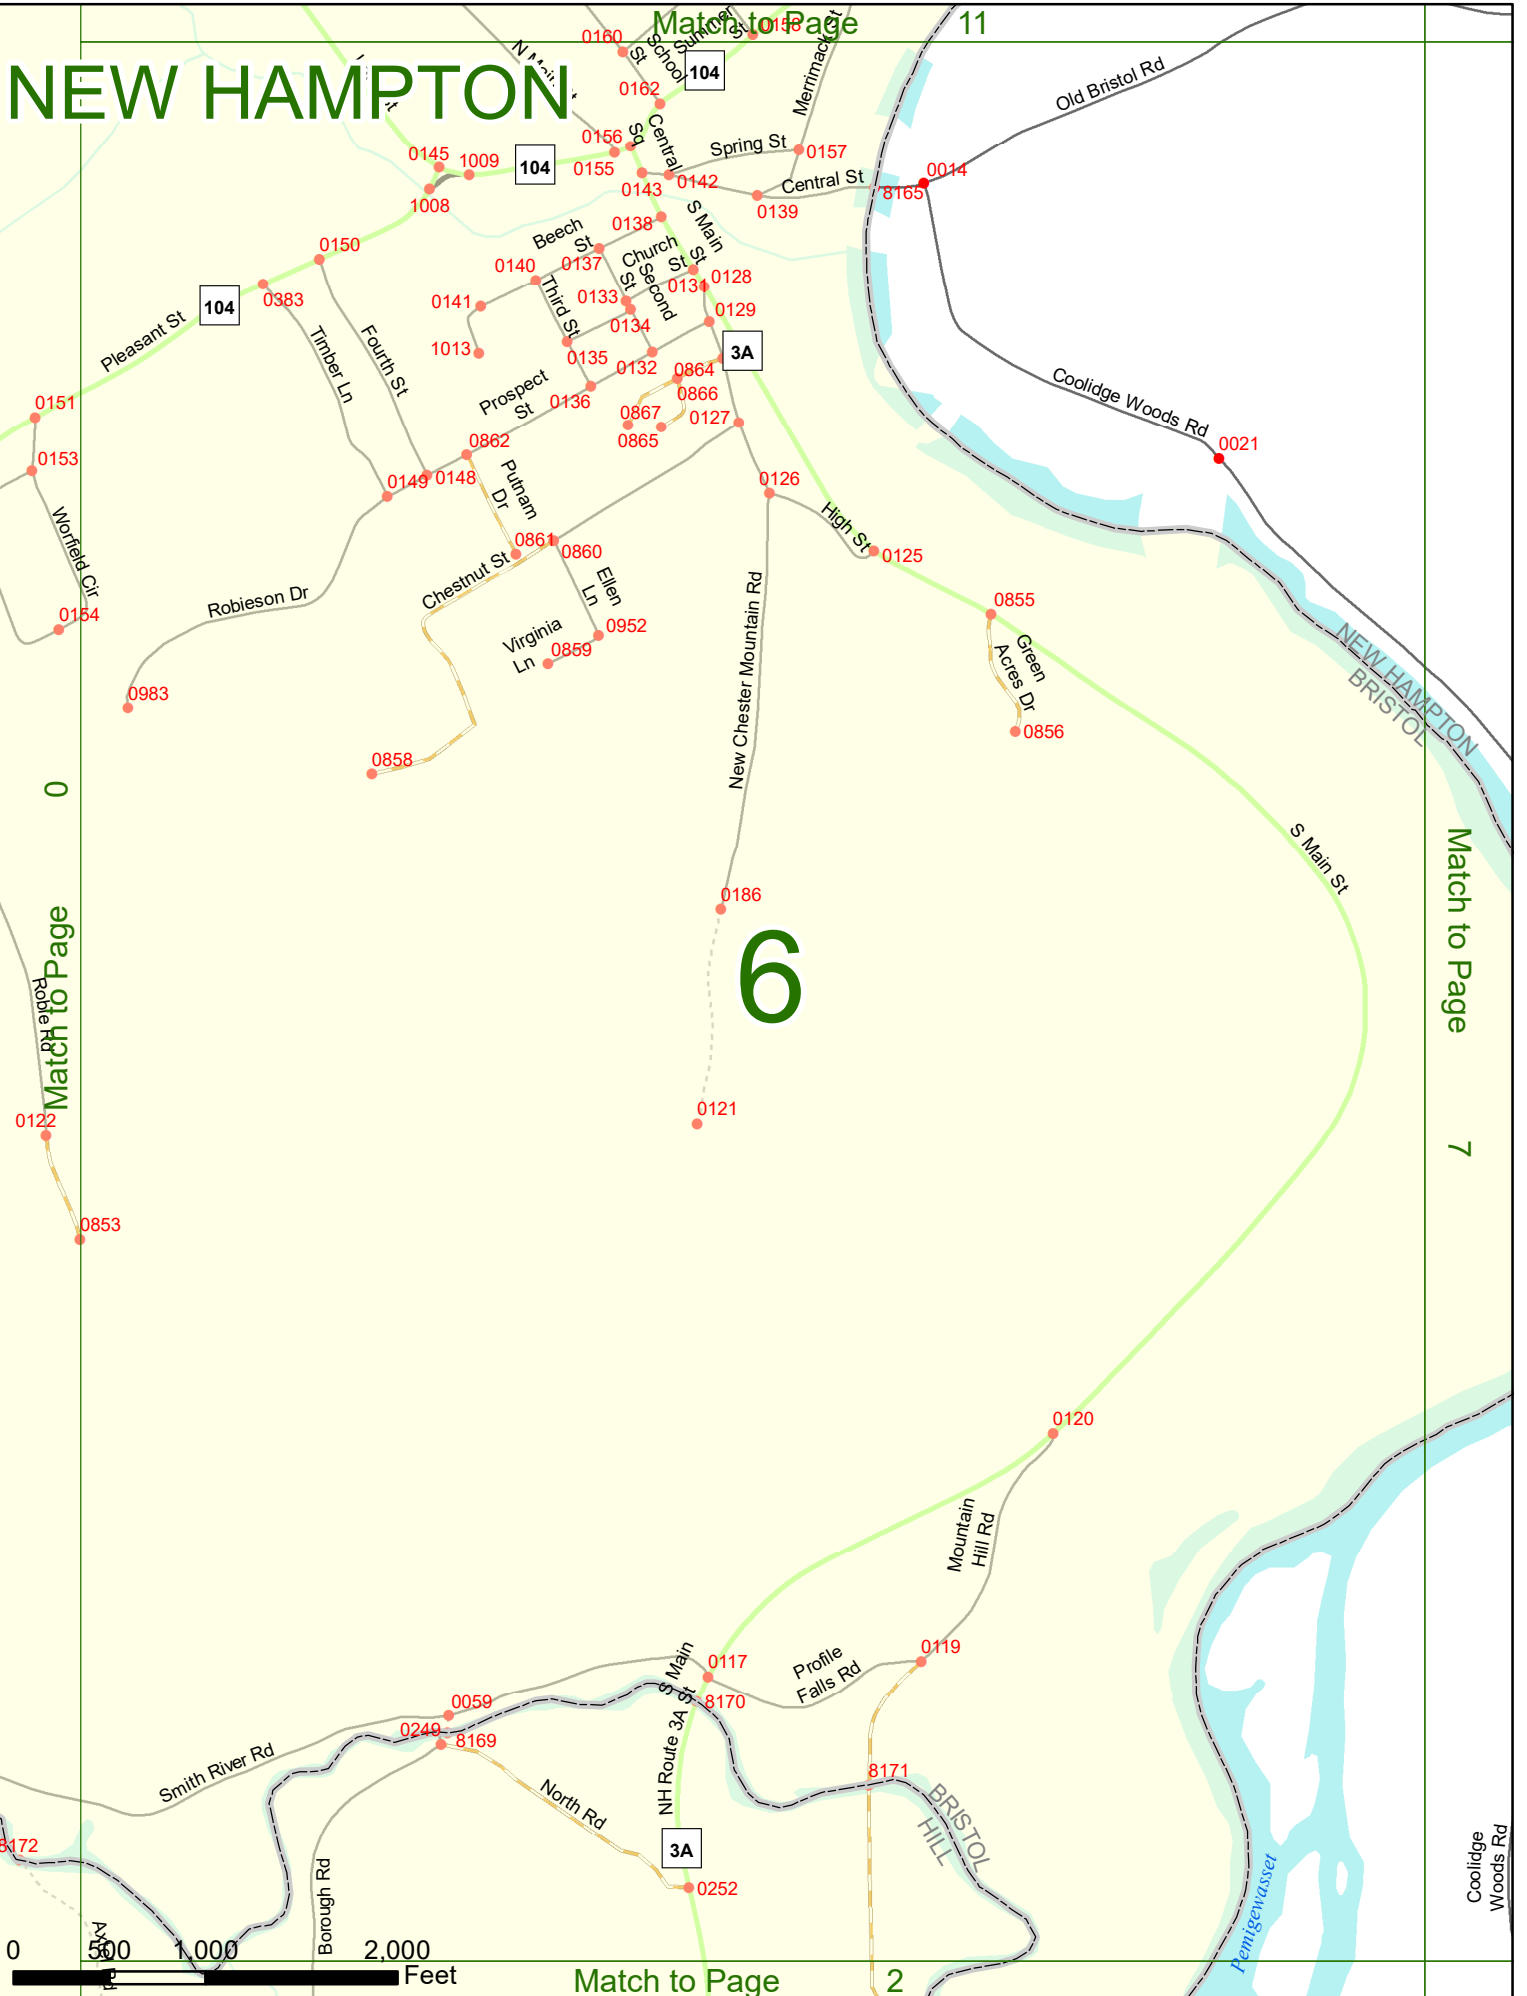 Match to Page 11
NEW HAMPTON
0160
0158
School
St
Summer
St
104
Merrimack St
0162
Old Bristol Rd
0156
Sq
Central
0155
Spring St
0157
0145
1009
104
0143
0142
Central St
8165
0014
1008
0139
0138
S Main
St
Beech
St
0150
0137
Church
St
0140
0128
0131
0383
104
0141
Third St
0133
St
Second
0129
0134
Pleasant St
Timber Ln
Fourth St
1013
0135
0132
3A
0864
0866
Prospect
St
0136
Coolidge Woods Rd
0151
0867
0127
0865
0862
0021
0153
0149
0148
Putnam
Dr
0126
High St
Worfield Cir
0861
0860
0125
Chestnut St
Ellen
Ln
Robieson Dr
0154
Virginia
Ln
0952
0859
New Chester Mountain Rd
0855
Green
Acres Dr
NEW HAMPTON
BRISTOL
0983
0856
0858
0
Match to Page
S Main St
Match to Page
7
0186
6
Robie Rd
0121
0122
0853
0120
Mountain
Hill Rd
0119
S Main
St
0117
Profile
Falls Rd
0059
8170
0249
8169
NH Route 3A
Smith River Rd
8171
North Rd
BRISTOL
HILL
3A
8172
0252
Borough Rd
Coolidge
Woods Rd
Pemigewasset
0 500 1,000 2,000
Feet
Match to Page 2